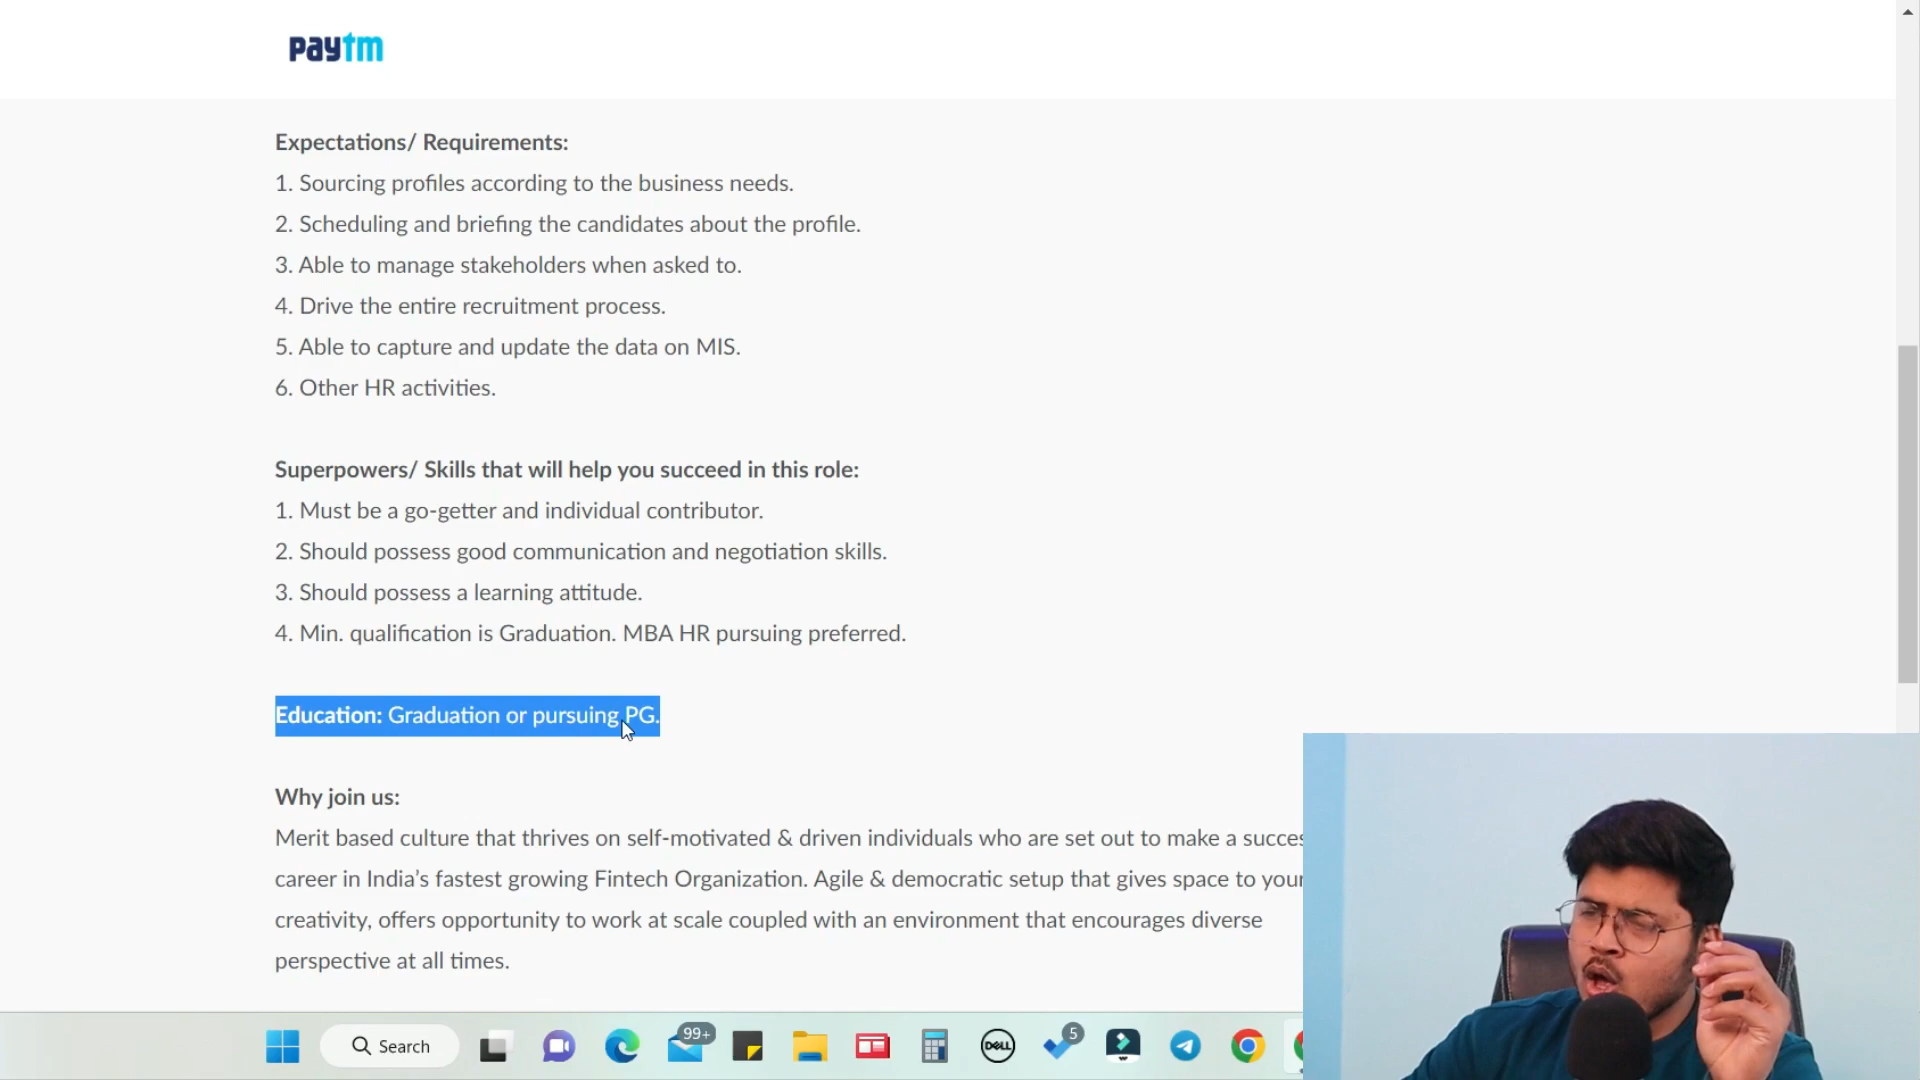 paytm
Expectations/ Requirements:
1. Sourcing profiles according to the business needs.
2. Scheduling and briefing the candidates about the profile.
3. Able to manage stakeholders when asked to.
4. Drive the entire recruitment process.
5. Able to capture and update the data on MIS.
6. Other HR activities.
Superpowers/ Skills that will help you succeed in this role:
1. Must be a go-getter and individual contributor.
2. Should possess good communication and negotiation skills.
3. Should possess a learning attitude.
4. Min. qualification is Graduation. MBA HR pursuing preferred.
Education: Graduation or pursuing PG.
Why join us:
Merit based culture that thrives on self-motivated & driven individuals who are set out to make a succes
career in India’s fastest growing Fintech Organization. Agile & democratic setup that gives space to your
creativity, offers opportunity to work at scale coupled with an environment that encourages diverse
perspective at all times.
Search 99+ DELL 5